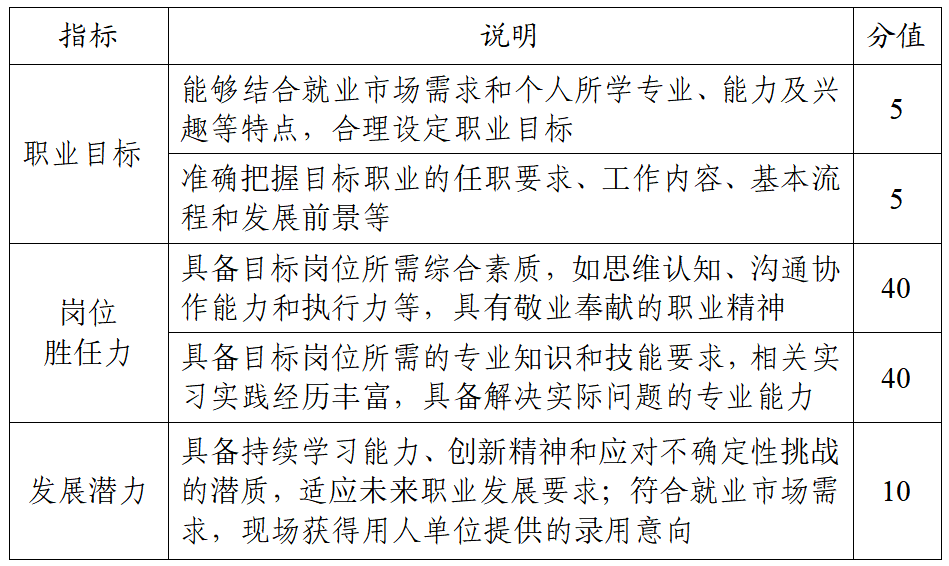 指标 说明 分值
职业目标
能够结合就业市场需求和个人所学专业、能力及兴
趣等特点，合理设定职业目标
5
准确把握目标职业的任职要求、工作内容、基本流
程和发展前景等
5
岗位
胜任力
具备目标岗位所需综合素质，如思维认知、沟通协
作能力和执行力等，具有敬业奉献的职业精神
40
具备目标岗位所需的专业知识和技能要求，相关实
习实践经历丰富，具备解决实际问题的专业能力
40
发展潜力
具备持续学习能力、创新精神和应对不确定性挑战
的潜质，适应未来职业发展要求；符合就业市场需
求，现场获得用人单位提供的录用意向
10